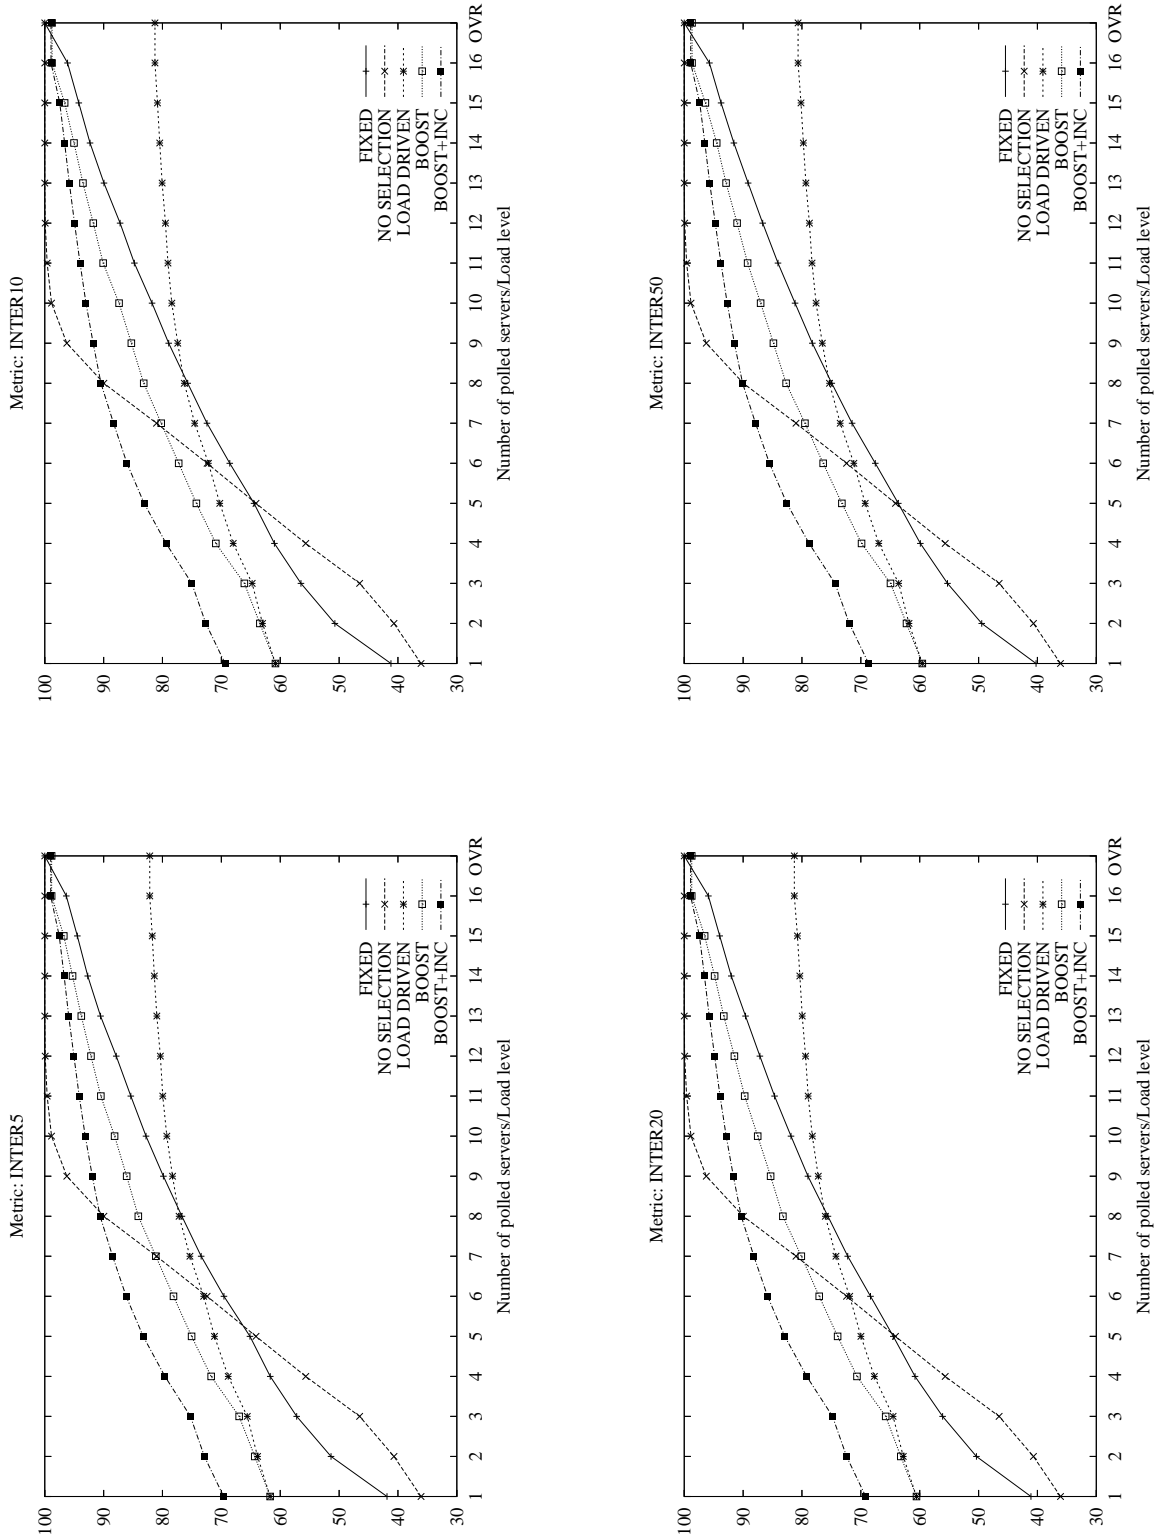 Metric: INTER5
100
90
80
70
60
50
40
30
FIXED
NO SELECTION
LOAD DRIVEN
BOOST
BOOST+INC
1 2 3 4 5 6 7 8 9 10 11 12 13 14 15 16 OVR
Number of polled servers/Load level
Metric: INTER10
100
90
80
70
60
50
40
30
FIXED
NO SELECTION
LOAD DRIVEN
BOOST
BOOST+INC
1 2 3 4 5 6 7 8 9 10 11 12 13 14 15 16 OVR
Number of polled servers/Load level
Metric: INTER20
100
90
80
70
60
50
40
30
FIXED
NO SELECTION
LOAD DRIVEN
BOOST
BOOST+INC
1 2 3 4 5 6 7 8 9 10 11 12 13 14 15 16 OVR
Number of polled servers/Load level
Metric: INTER50
100
90
80
70
60
50
40
30
FIXED
NO SELECTION
LOAD DRIVEN
BOOST
BOOST+INC
1 2 3 4 5 6 7 8 9 10 11 12 13 14 15 16 OVR
Number of polled servers/Load level